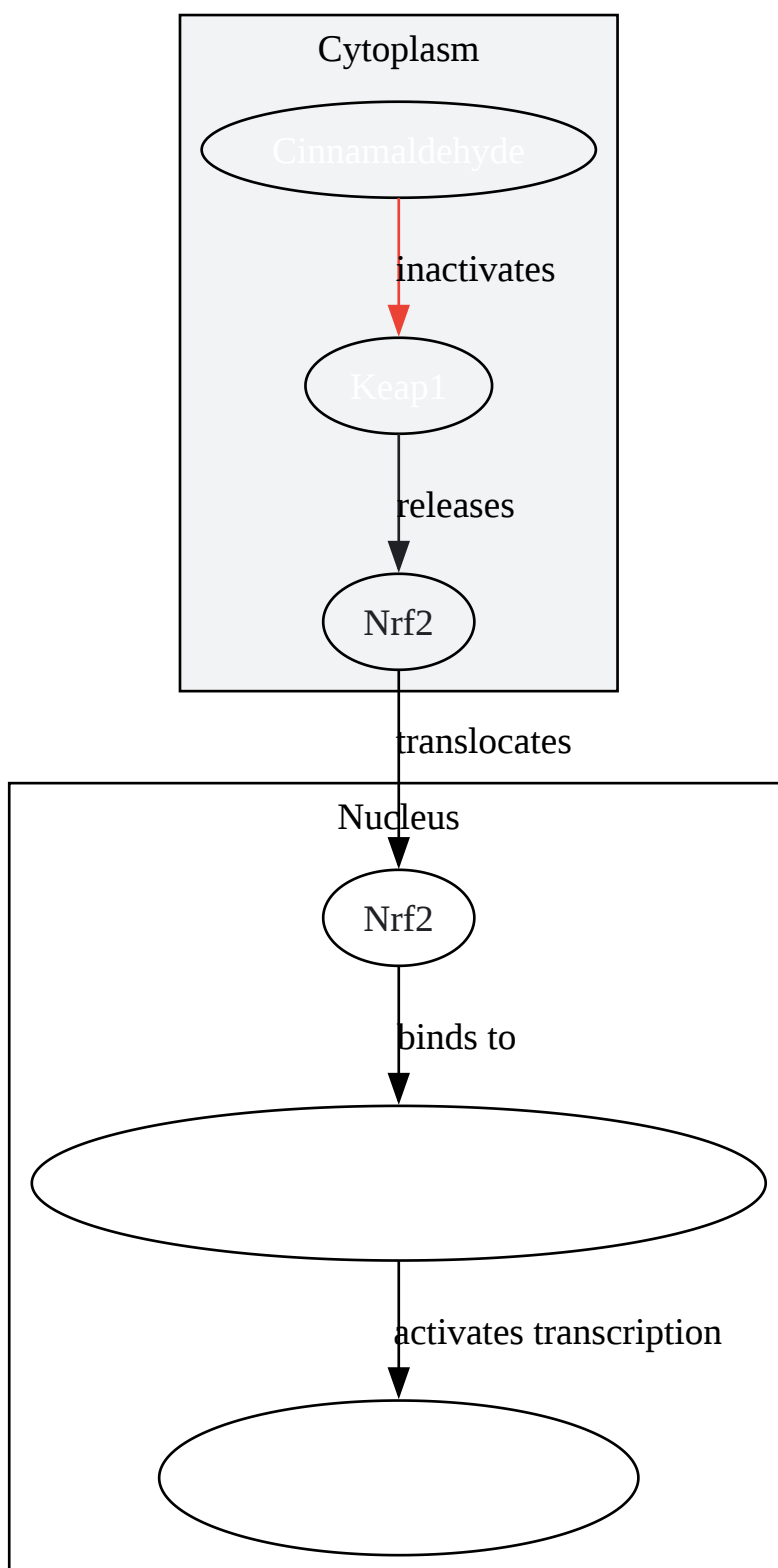 Cytoplasm
Cinnamaldehyde
inactivates
Keap1
releases
Nrf2
translocates
Nucleus
Nrf2
binds to
activates transcription